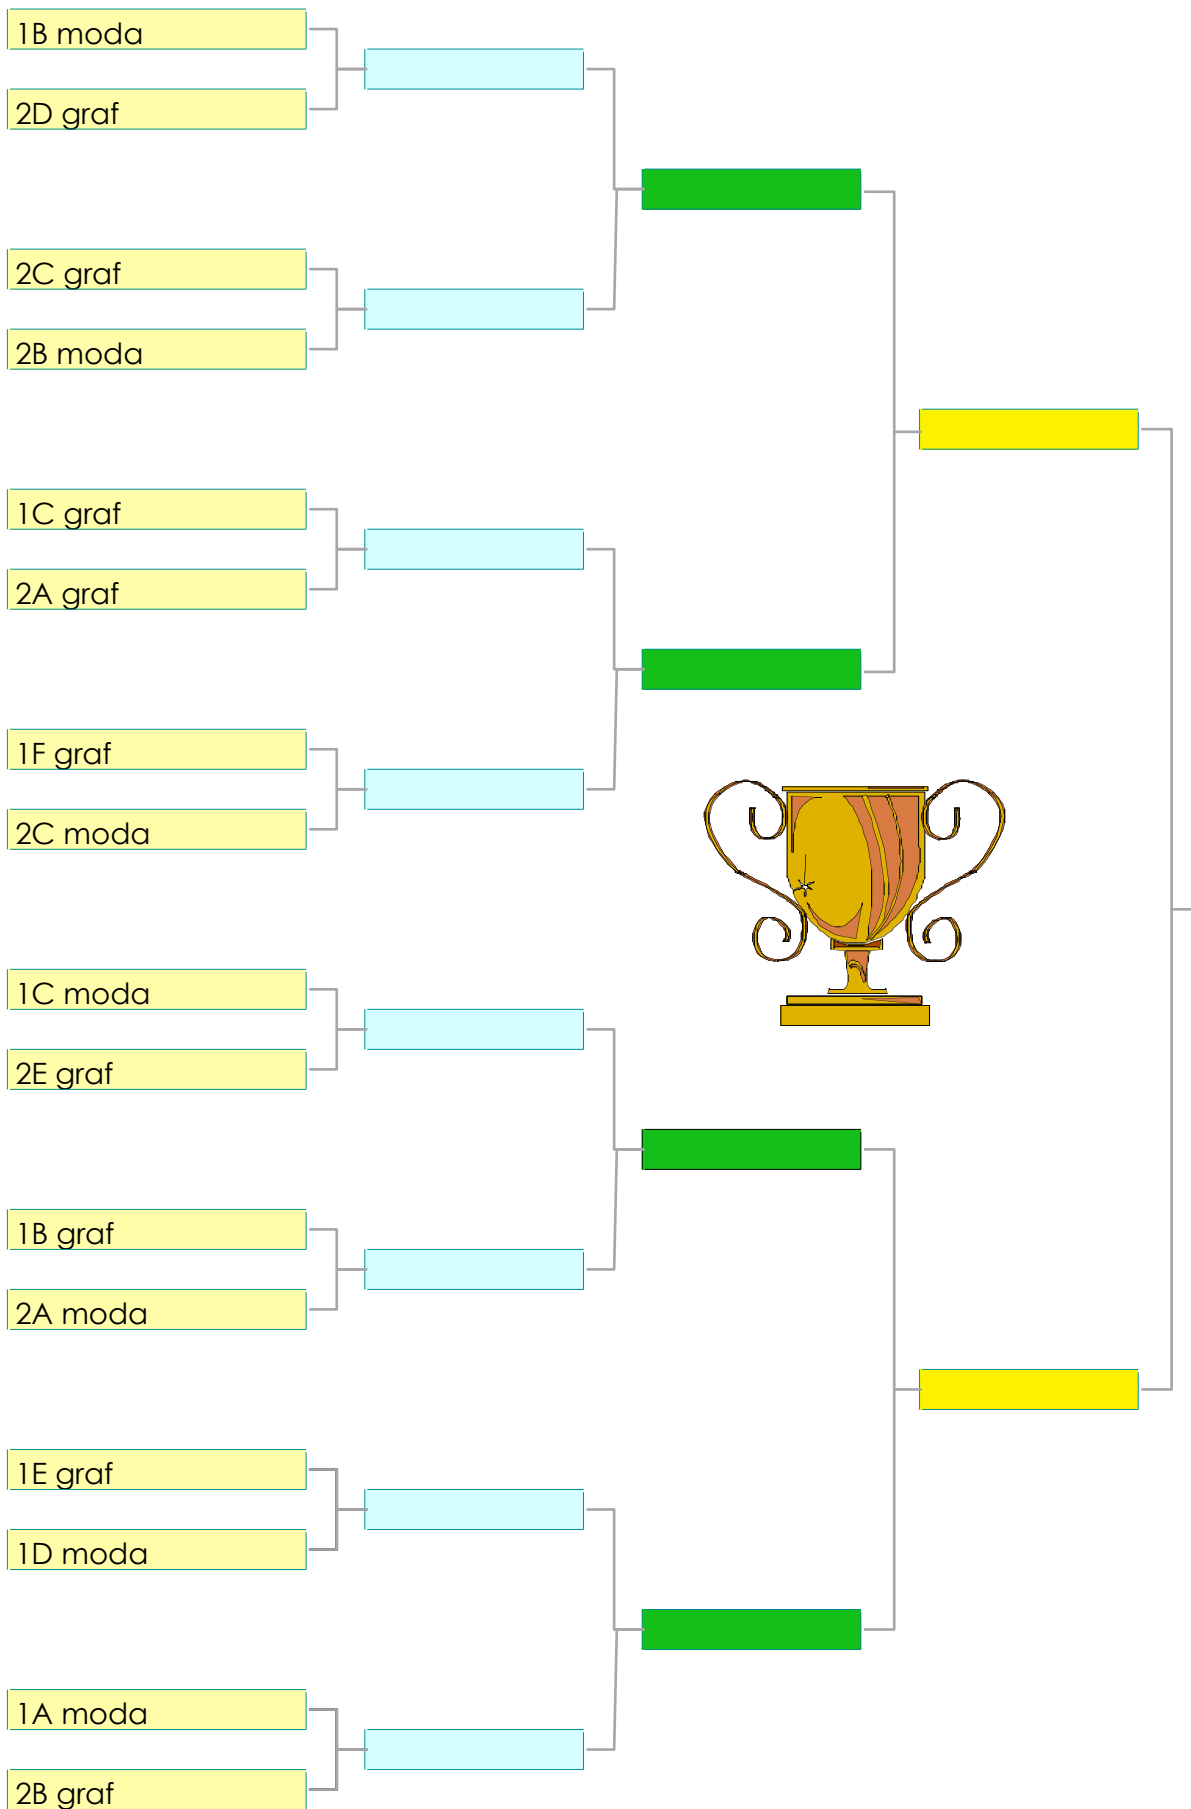 1B moda
2D graf
2C graf
2B moda
1C graf
2A graf
1F graf
2C moda
1C moda
2E graf
1B graf
2A moda
1E graf
1D moda
1A moda
2B graf